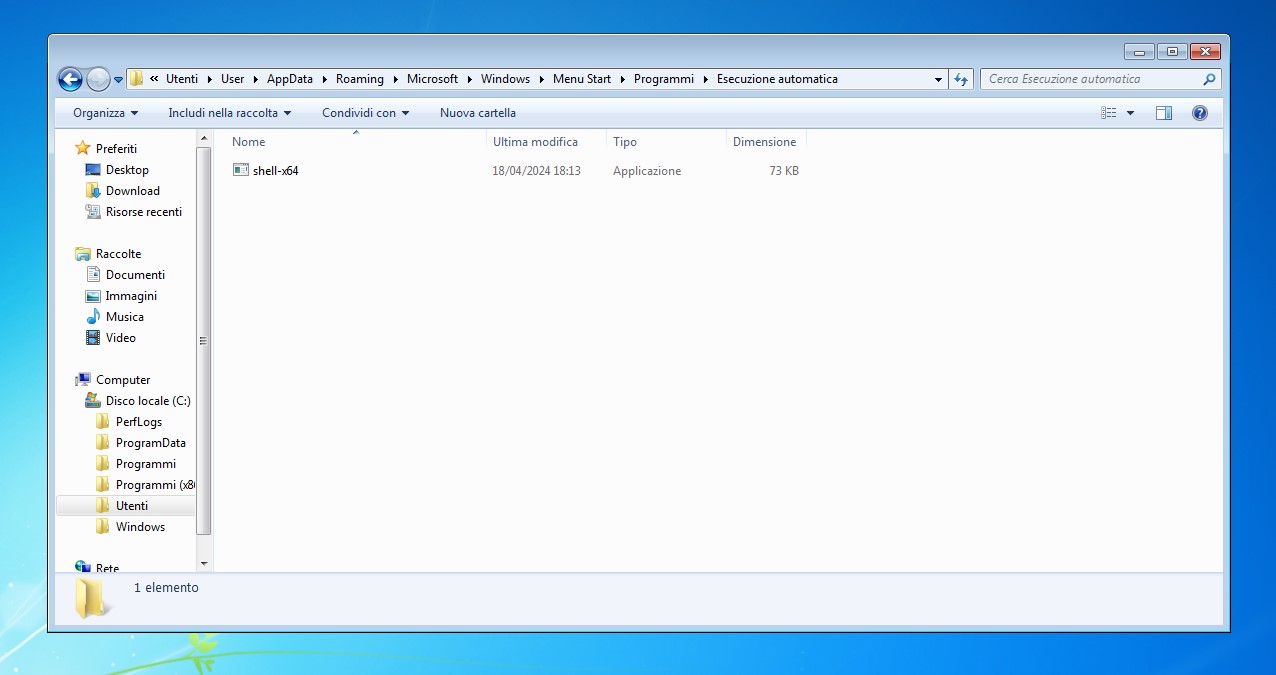 « Utenti User AppData Roaming Microsoft Windows Menu Start Programmi Esecuzione automatica
Cerca Esecuzione automatica
Organizza Includi nella raccolta Condividi con Nuova cartella
Nome Ultima modifica Tipo Dimensione
shell-x64 18/04/2024 18:13 Applicazione 73 KB
Preferiti
Desktop
Download
Risorse recenti
Raccolte
Documenti
Immagini
Musica
Video
Computer
Disco locale (C:)
PerfLogs
ProgramData
Programmi
Programmi (x8
Utenti
Windows
Rete
1 elemento